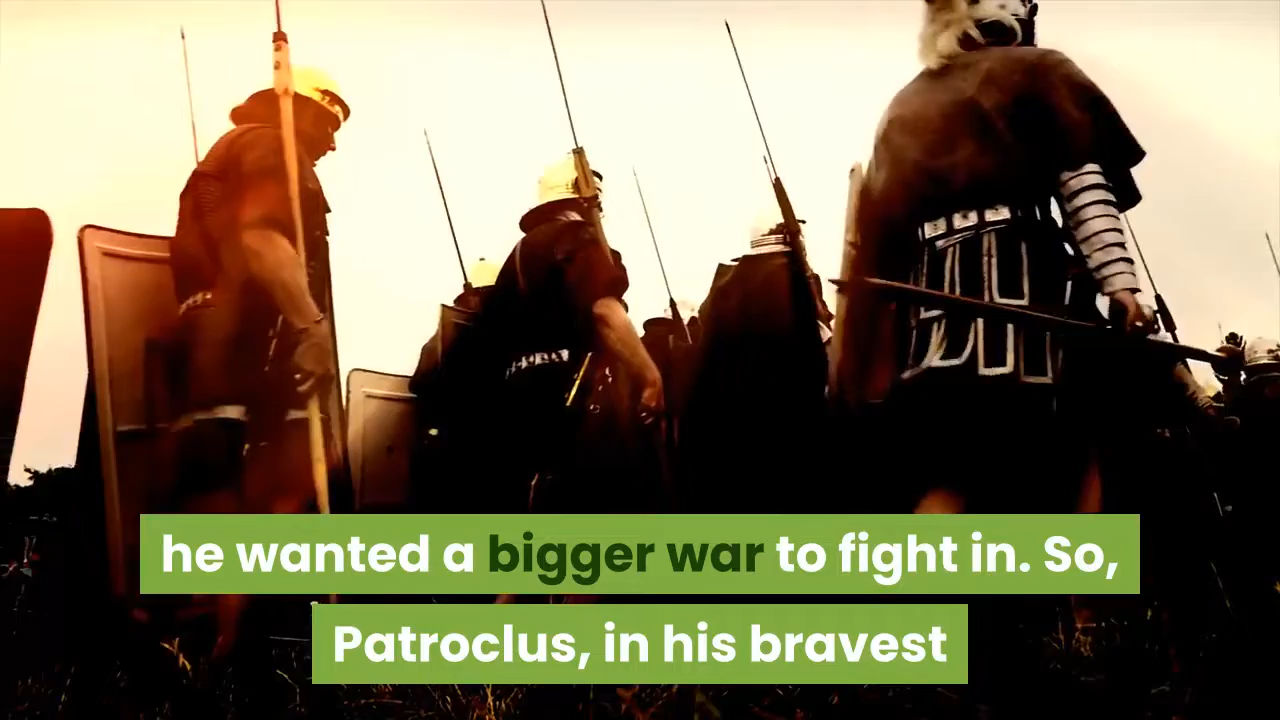 he wanted a bigger war to fight in. So,
Patroclus, in his bravest